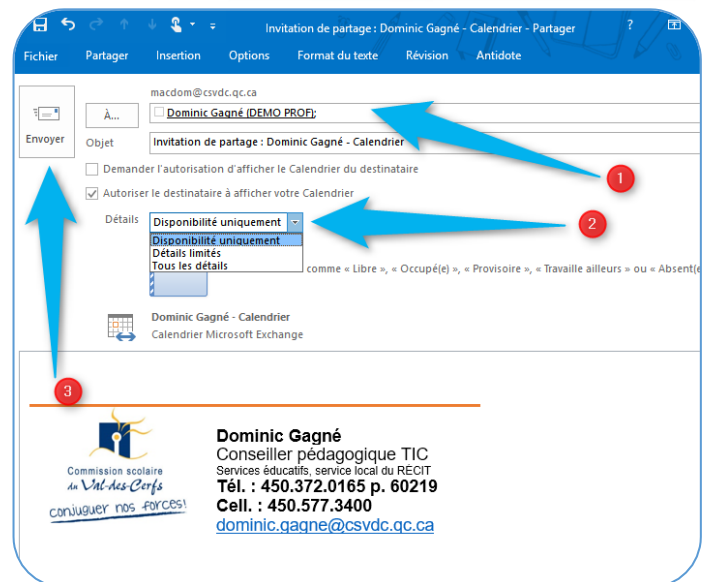 Invitation de partage : Dominic Gagné - Calendrier - Partager ?
Fichier Partager Insertion Options Format du texte Révision Antidote
macdom@csvdc.qc.ca
À... Dominic Gagné (DEMO PROF);
Envoyer
Objet Invitation de partage : Dominic Gagné - Calendrier
Demander l'autorisation d'afficher le Calendrier du destinataire
1
Autoriser le destinataire à afficher votre Calendrier
Détails Disponibilité uniquement
2
Disponibilité uniquement
Détails limités
Tous les détails
comme « Libre », « Occupé(e) », « Provisoire », « Travaille ailleurs » ou « Absent(e
Dominic Gagné - Calendrier
Calendrier Microsoft Exchange
3
Commission scolaire
du Val-des-Cerfs
conjuguer nos forces!
Dominic Gagné
Conseiller pédagogique TIC
Services éducatifs, service local du RÉCIT
Tél. : 450.372.0165 p. 60219
Cell. : 450.577.3400
dominic.gagne@csvdc.qc.ca